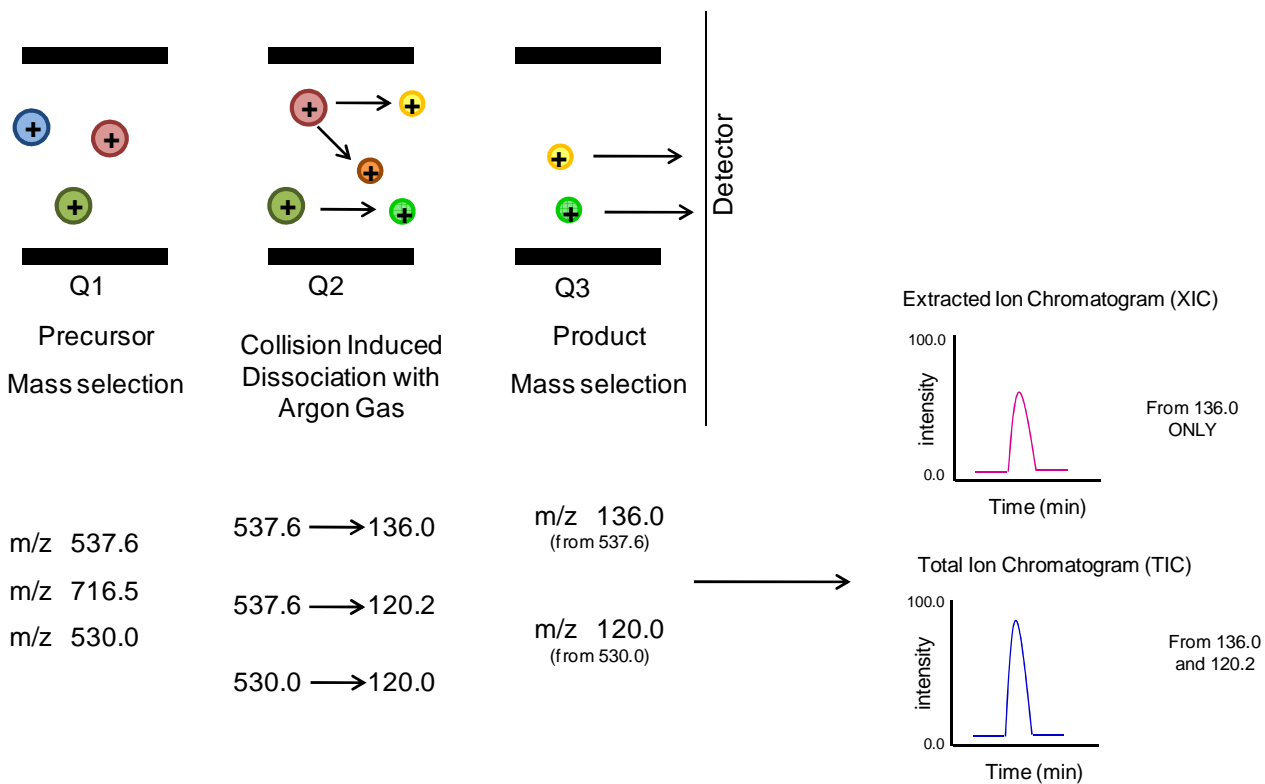 +
+
+
Q1
Precursor
Mass selection
+
+
+
+
+
Q2
Collision Induced
Dissociation with
Argon Gas
+
+
Q3
Product
Mass selection
Detector
m/z 537.6
m/z 716.5
m/z 530.0
537.6 136.0
537.6 120.2
530.0 120.0
m/z 136.0
(from 537.6)
m/z 120.0
(from 530.0)
Extracted Ion Chromatogram (XIC)
100.0
intensity
0.0
Time (min)
From 136.0
ONLY
Total Ion Chromatogram (TIC)
100.0
intensity
0.0
Time (min)
From 136.0
and 120.2